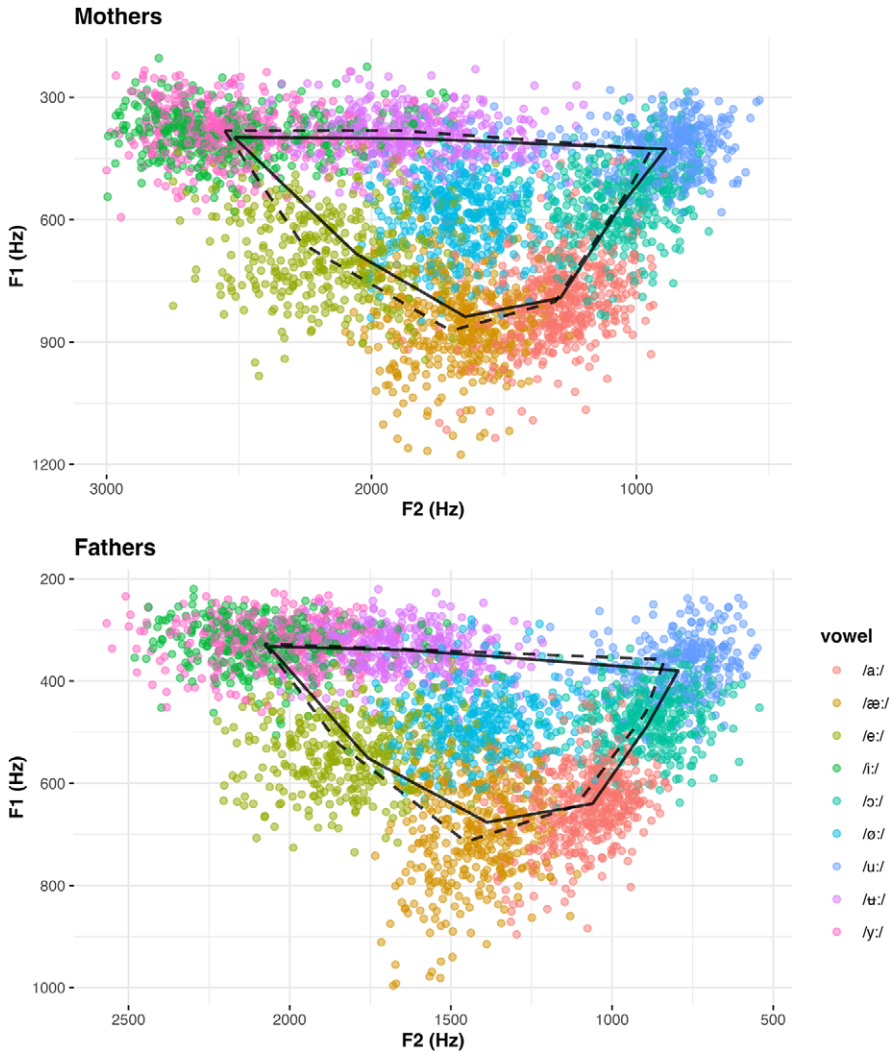 Mothers
300
600
900
1200
F1 (Hz)
3000
2000
1000
F2 (Hz)
Fathers
200
400
600
800
1000
F1 (Hz)
2500
2000
1500
1000
500
F2 (Hz)
vowel
/aː/
/æː/
/eː/
/iː/
/ɔː/
/øː/
/uː/
/ʉː/
/yː/